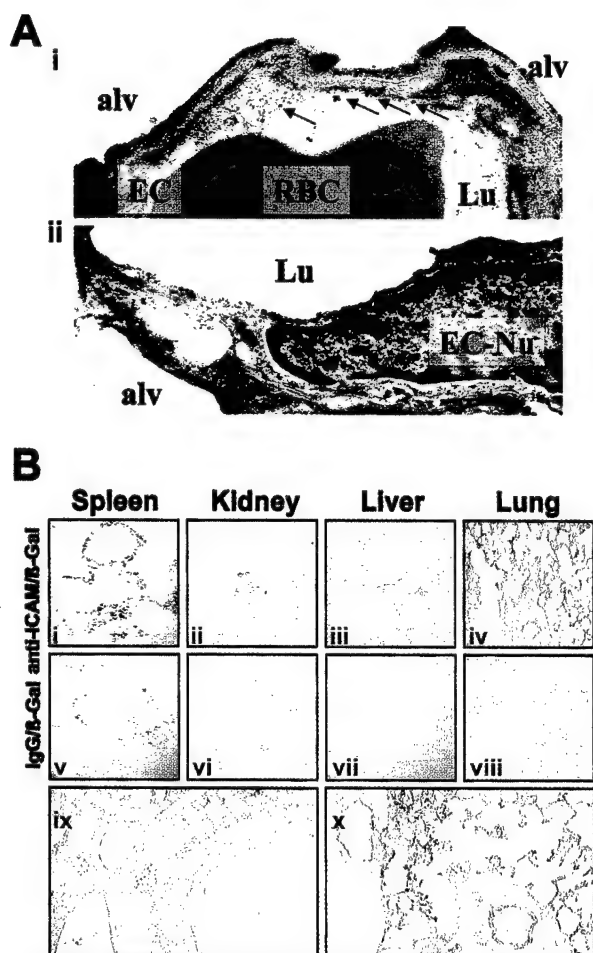 A
i
alv
alv
EC
RBC
Lu
ii
Lu
EC-Nu
alv
B
Spleen Kidney Liver Lung
anti-ICAM/ß-Gal
i ii iii iv
IgG/ß-Gal
v vi vii viii
ix x